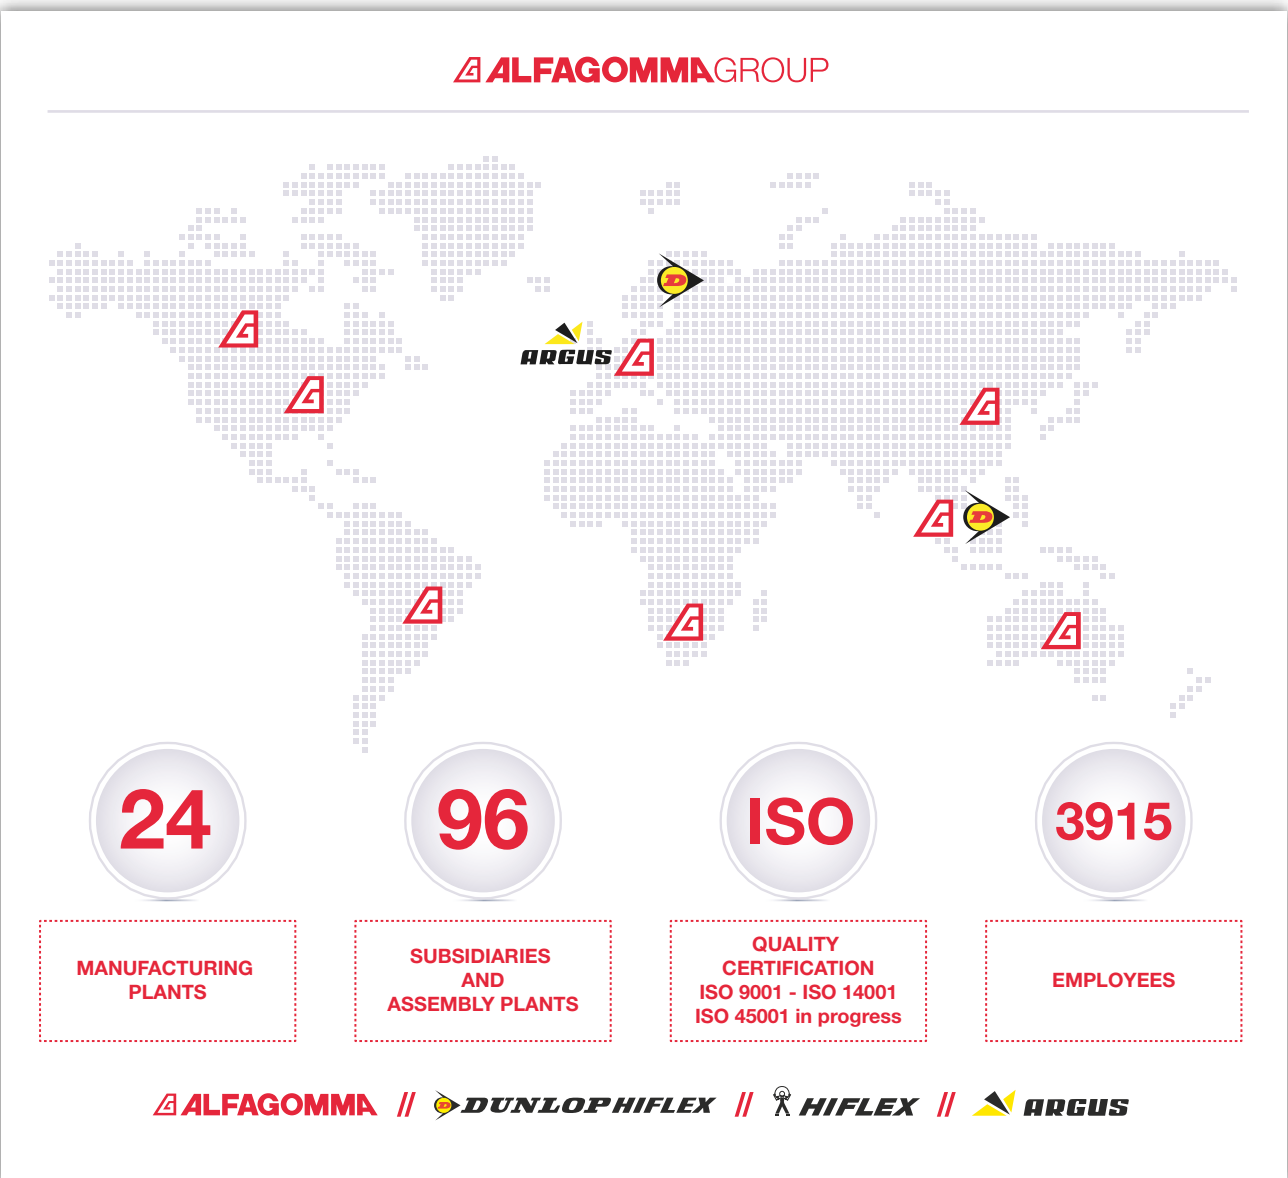 ALFAGOMMAGROUP
D
ARGUS
D
24
96
ISO
3915
MANUFACTURING
PLANTS
SUBSIDIARIES
AND
ASSEMBLY PLANTS
QUALITY
CERTIFICATION
ISO 9001 - ISO 14001
ISO 45001 in progress
EMPLOYEES
ALFAGOMMA // D DUNLOP HIFLEX // HIFLEX // ARGUS